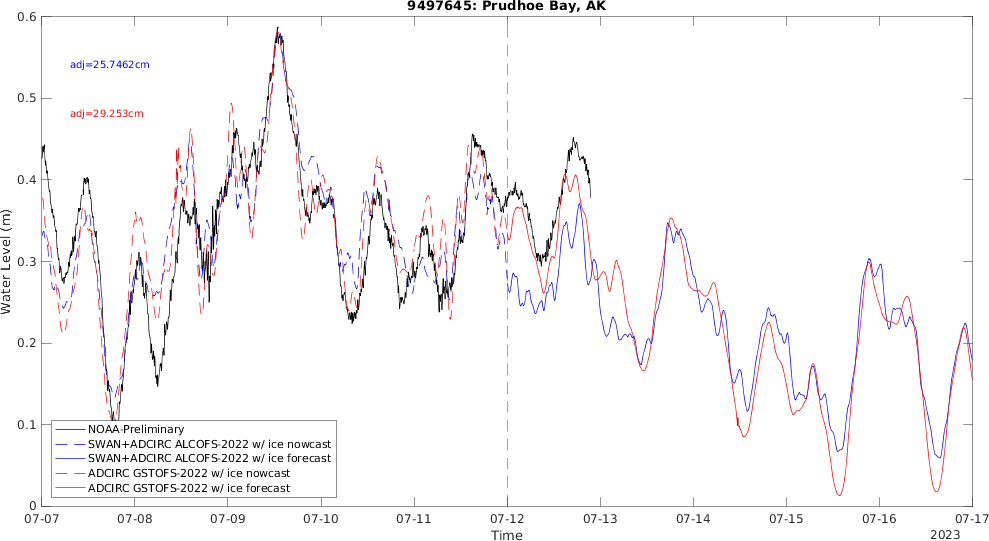 9497645: Prudhoe Bay, AK
0.6
adj=25.7462cm
0.5
adj=29.253cm
0.4
0.3
Water Level (m)
0.2
0.1
NOAA-Preliminary
SWAN+ADCIRC ALCOFS-2022 w/ ice nowcast
SWAN+ADCIRC ALCOFS-2022 w/ ice forecast
ADCIRC GSTOFS-2022 w/ ice nowcast
ADCIRC GSTOFS-2022 w/ ice forecast
0
07-07 07-08 07-09 07-10 07-11 07-12 07-13 07-14 07-15 07-16 07-17
Time
2023